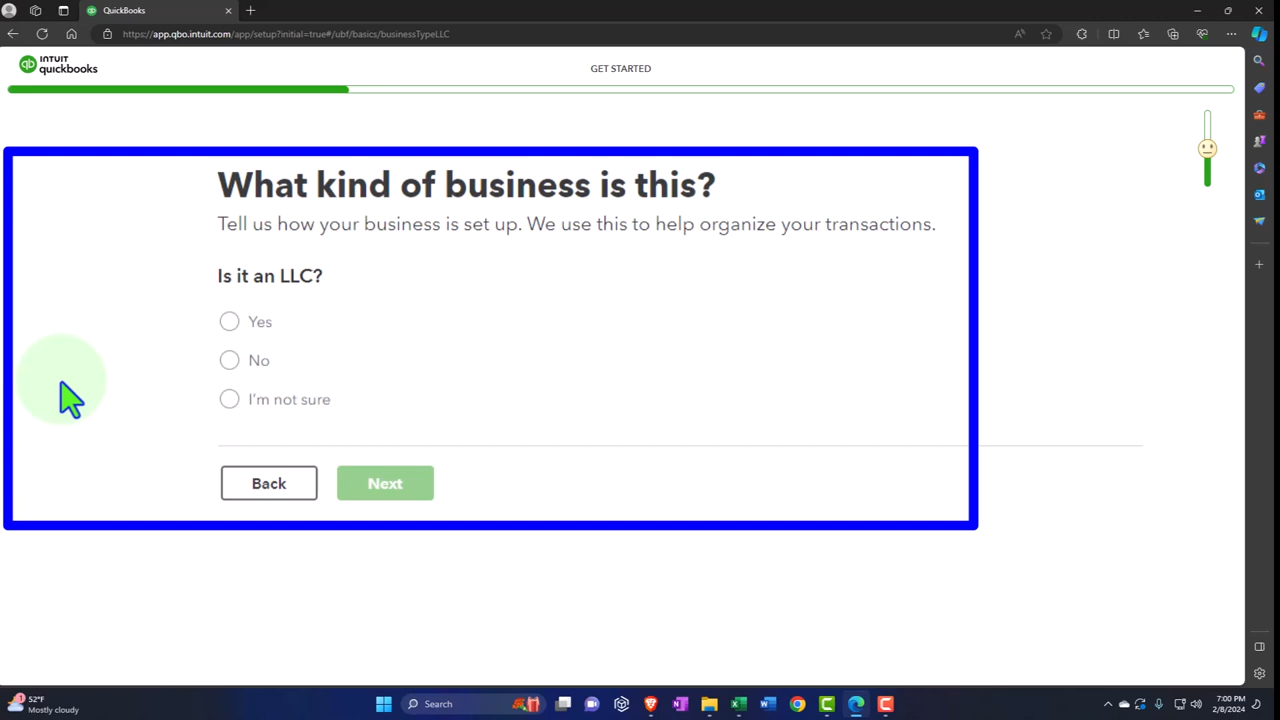 QuickBooks
https://app.qbo.intuit.com/app/setup?initial=true#/ubf/basics/businessTypeLLC
INTUIT
quickbooks
GET STARTED
What kind of business is this?
Tell us how your business is set up. We use this to help organize your transactions.
Is it an LLC?
Yes
No
I'm not sure
Back
Next
1
52°F
Mostly cloudy
Search
7:00 PM
2/8/2024